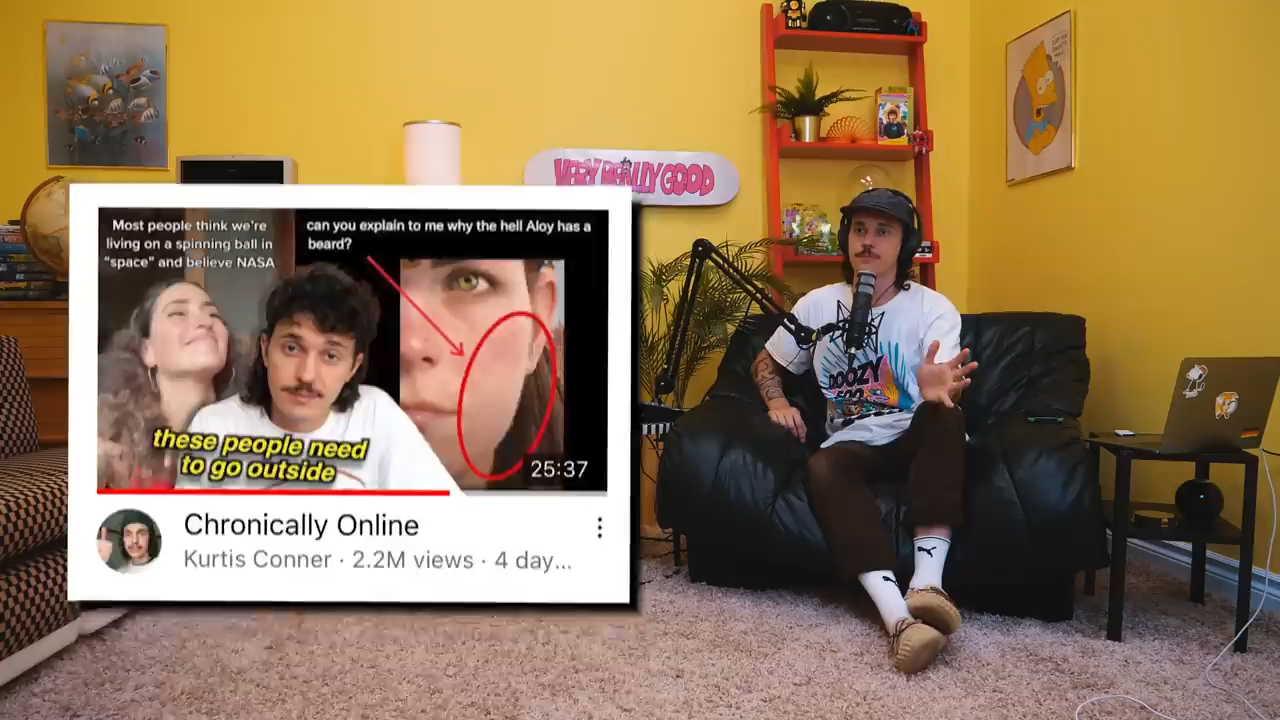 VERY REALLY GOOD
Most people think we're
living on a spinning ball in
"space" and believe NASA
can you explain to me why the hell Aloy has a
beard?
these people need
to go outside
25:37
Chronically Online
Kurtis Conner · 2.2M views · 4 day...
DOOZY